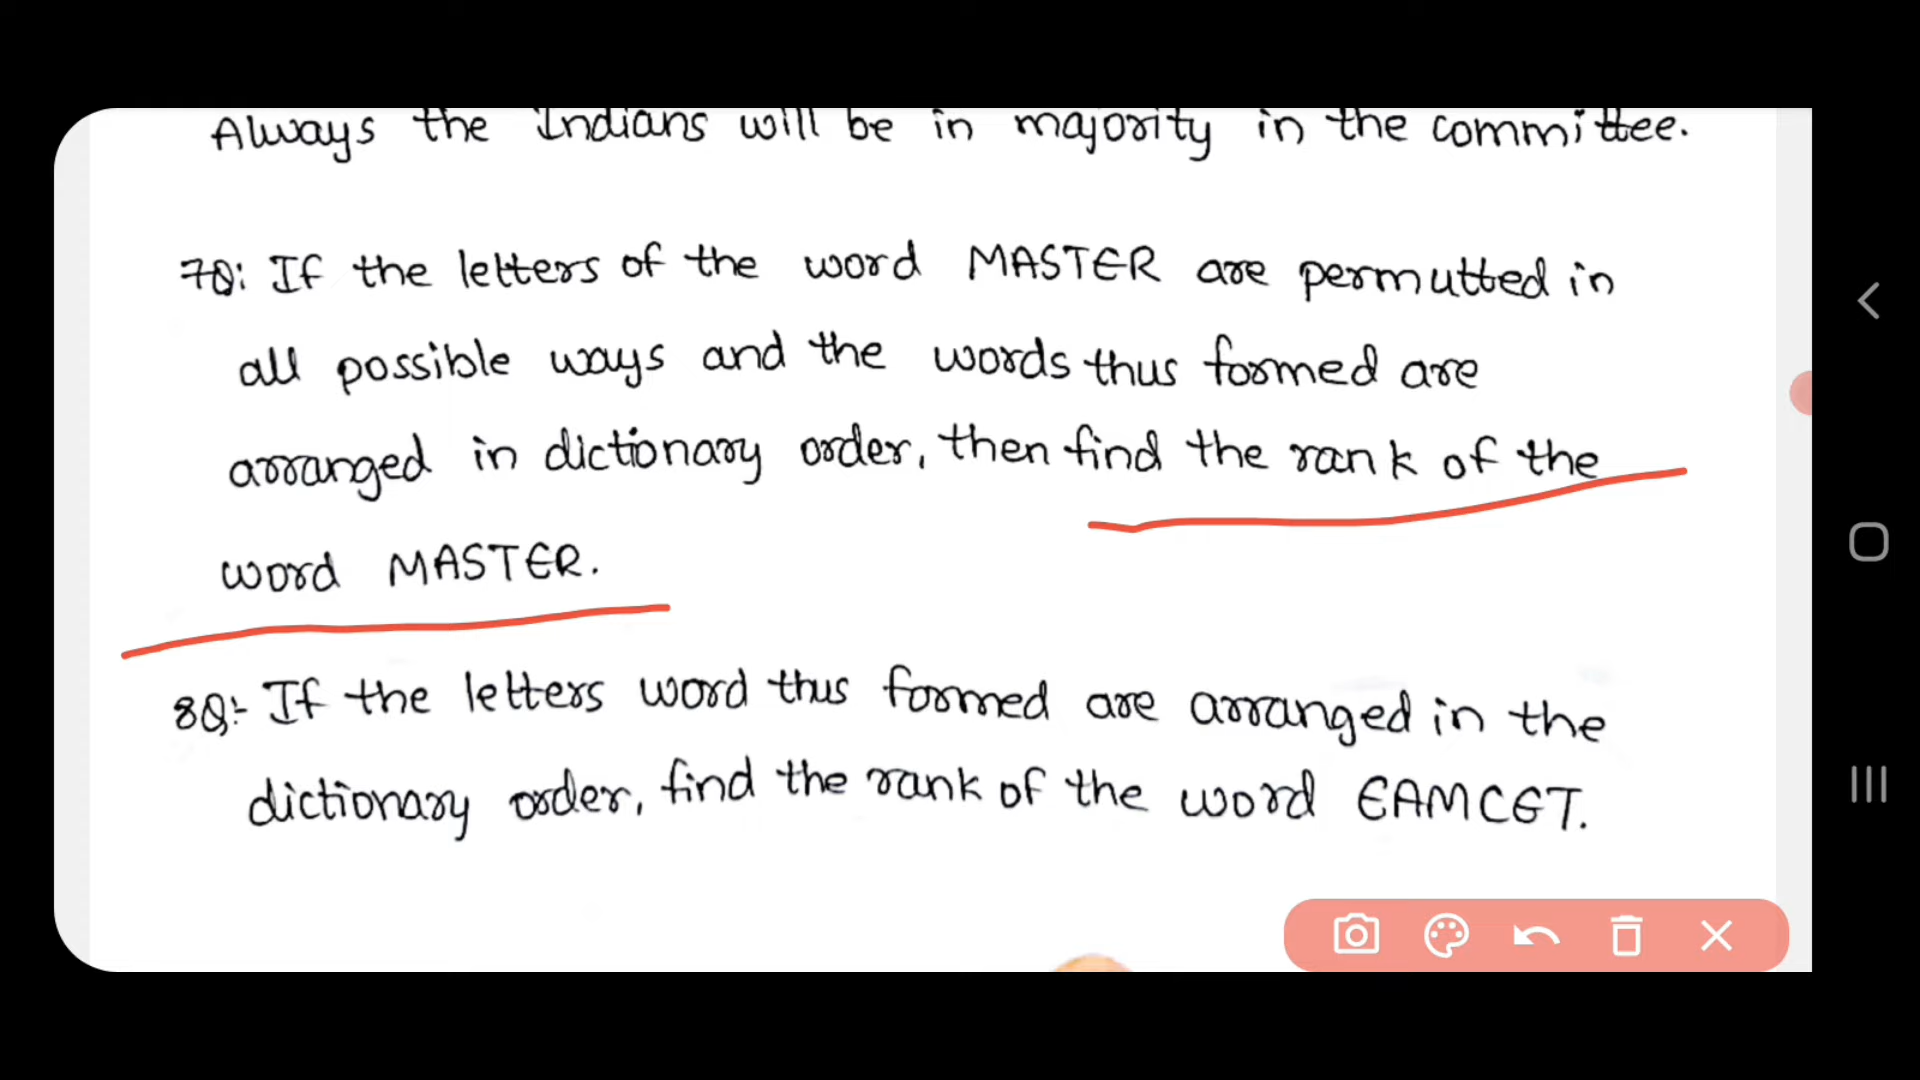 Always the Indians will be in majority in the committee.
7Q: If the letters of the word MASTER are permutted in
all possible ways and the words thus formed are
arranged in dictionary order, then find the rank of the
word MASTER.
8Q:- If the letters word thus formed are arranged in the
dictionary order, find the rank of the word EAMCET.